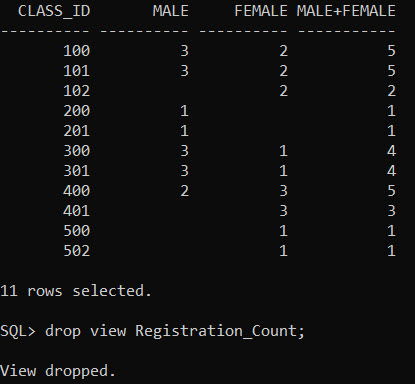 CLASS_ID       MALE     FEMALE MALE+FEMALE
---------- ---------- ---------- -----------
       100          3          2           5
       101          3          2           5
       102                     2           2
       200          1                      1
       201          1                      1
       300          3          1           4
       301          3          1           4
       400          2          3           5
       401                     3           3
       500                     1           1
       502                     1           1
11 rows selected.
SQL> drop view Registration_Count;
View dropped.